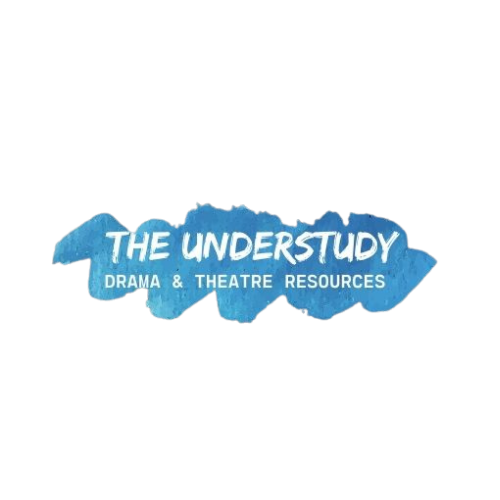 THE UNDERSTUDY
DRAMA & THEATRE RESOURCES